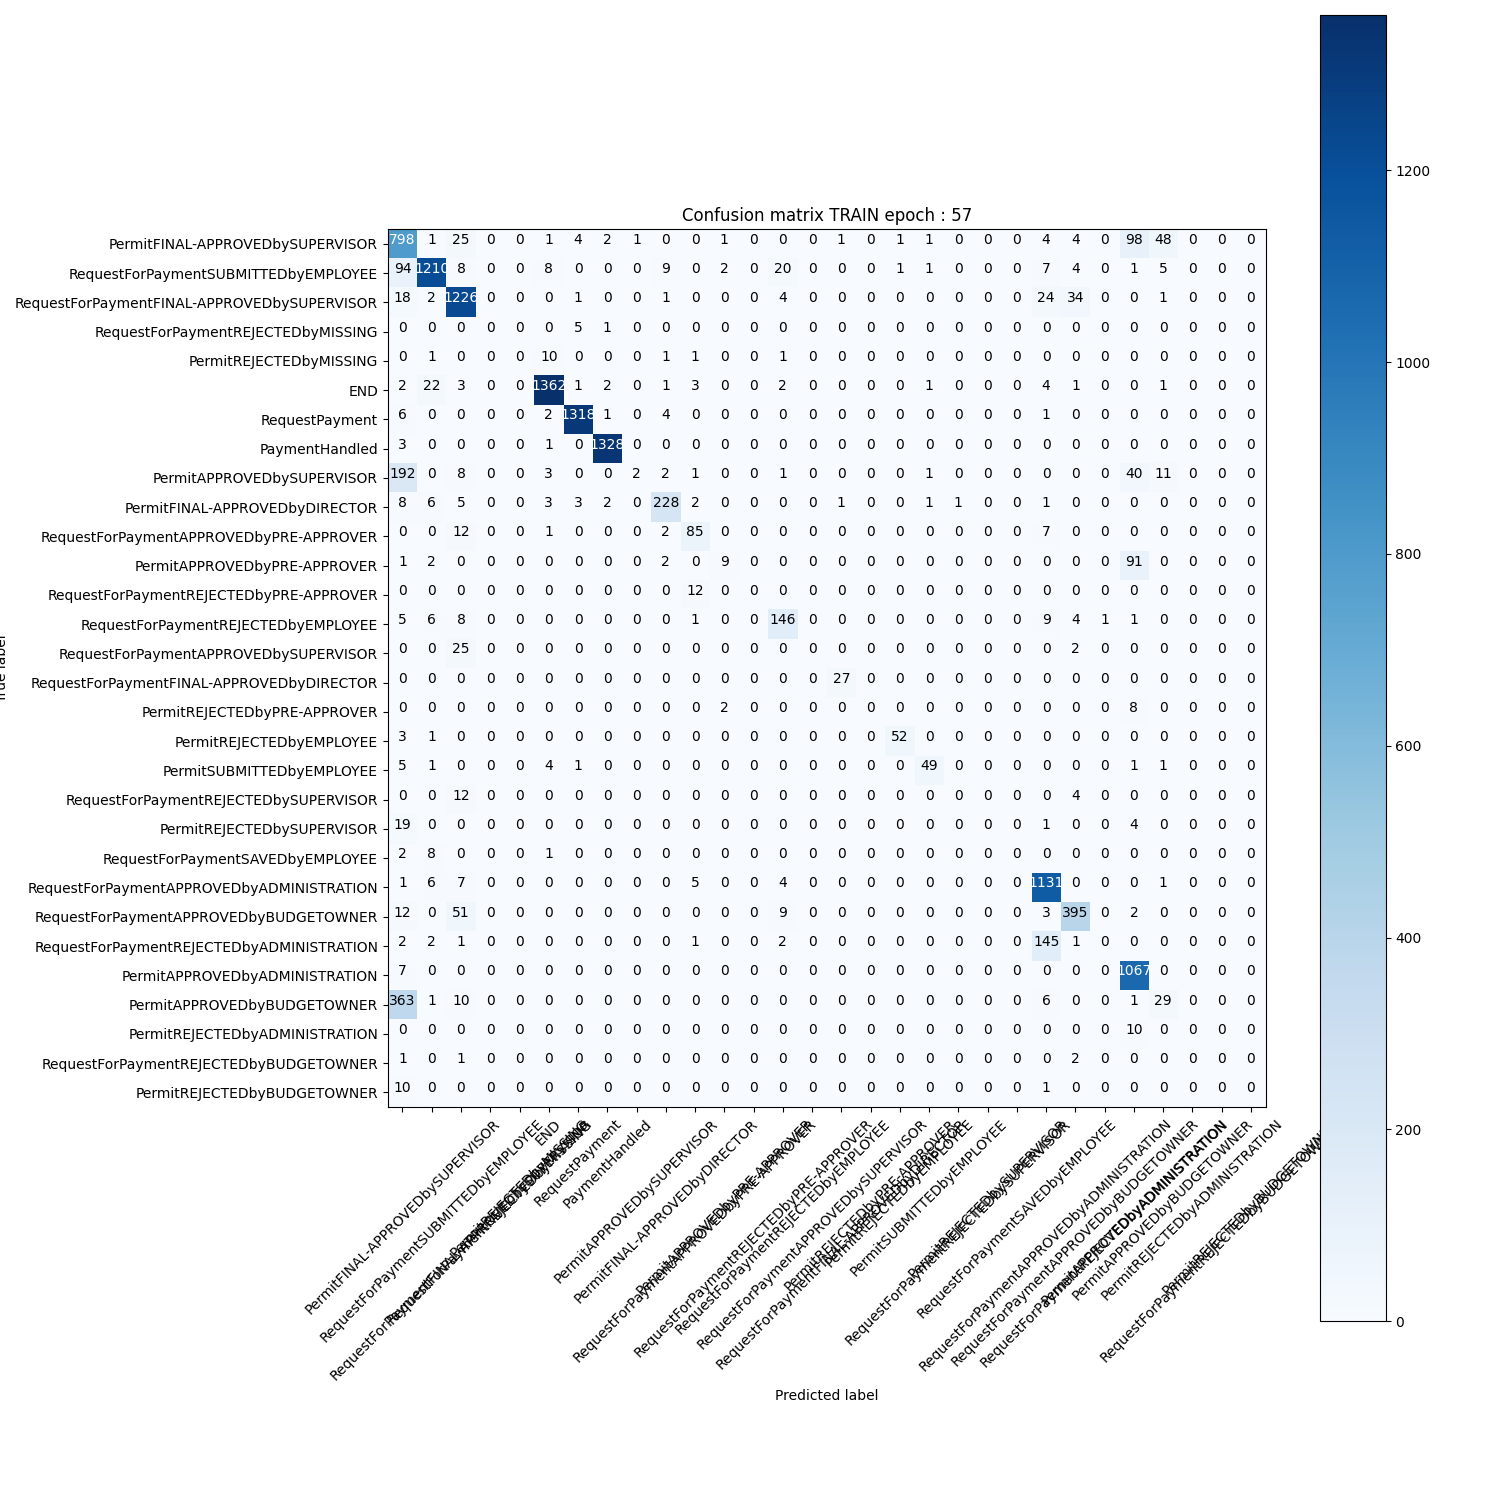 Confusion matrix TRAIN epoch : 57
True label
PermitFINAL-APPROVEDbySUPERVISOR 798 1 25 0 0 1 4 2 1 0 0 1 0 0 0 1 0 1 1 0 0 0 4 4 0 98 48 0 0 0
RequestForPaymentSUBMITTEDbyEMPLOYEE 94 1210 8 0 0 8 0 0 0 9 0 2 0 20 0 0 0 1 1 0 0 0 7 4 0 1 5 0 0 0
RequestForPaymentFINAL-APPROVEDbySUPERVISOR 18 2 1226 0 0 0 1 0 0 1 0 0 0 4 0 0 0 0 0 0 0 0 24 34 0 0 1 0 0 0
RequestForPaymentREJECTEDbyMISSING 0 0 0 0 0 0 5 1 0 0 0 0 0 0 0 0 0 0 0 0 0 0 0 0 0 0 0 0 0 0
PermitREJECTEDbyMISSING 0 1 0 0 0 10 0 0 0 1 1 0 0 1 0 0 0 0 0 0 0 0 0 0 0 0 0 0 0 0
END 2 22 3 0 0 1362 1 2 0 1 3 0 0 2 0 0 0 0 1 0 0 0 4 1 0 0 1 0 0 0
RequestPayment 6 0 0 0 0 2 1318 1 0 4 0 0 0 0 0 0 0 0 0 0 0 0 1 0 0 0 0 0 0 0
PaymentHandled 3 0 0 0 0 1 0 1328 0 0 0 0 0 0 0 0 0 0 0 0 0 0 0 0 0 0 0 0 0 0
PermitAPPROVEDbySUPERVISOR 192 0 8 0 0 3 0 0 2 2 1 0 0 1 0 0 0 0 1 0 0 0 0 0 0 40 11 0 0 0
PermitFINAL-APPROVEDbyDIRECTOR 8 6 5 0 0 3 3 2 0 228 2 0 0 0 0 1 0 0 1 1 0 0 1 0 0 0 0 0 0 0
RequestForPaymentAPPROVEDbyPRE-APPROVER 0 0 12 0 0 1 0 0 0 2 85 0 0 0 0 0 0 0 0 0 0 0 7 0 0 0 0 0 0 0
PermitAPPROVEDbyPRE-APPROVER 1 2 0 0 0 0 0 0 0 2 0 9 0 0 0 0 0 0 0 0 0 0 0 0 0 91 0 0 0 0
RequestForPaymentREJECTEDbyPRE-APPROVER 0 0 0 0 0 0 0 0 0 0 12 0 0 0 0 0 0 0 0 0 0 0 0 0 0 0 0 0 0 0
RequestForPaymentREJECTEDbyEMPLOYEE 5 6 8 0 0 0 0 0 0 0 1 0 0 146 0 0 0 0 0 0 0 0 9 4 1 1 0 0 0 0
RequestForPaymentAPPROVEDbySUPERVISOR 0 0 25 0 0 0 0 0 0 0 0 0 0 0 0 0 0 0 0 0 0 0 0 2 0 0 0 0 0 0
RequestForPaymentFINAL-APPROVEDbyDIRECTOR 0 0 0 0 0 0 0 0 0 0 0 0 0 0 0 27 0 0 0 0 0 0 0 0 0 0 0 0 0 0
PermitREJECTEDbyPRE-APPROVER 0 0 0 0 0 0 0 0 0 0 0 2 0 0 0 0 0 0 0 0 0 0 0 0 0 8 0 0 0 0
PermitREJECTEDbyEMPLOYEE 3 1 0 0 0 0 0 0 0 0 0 0 0 0 0 0 0 52 0 0 0 0 0 0 0 0 0 0 0 0
PermitSUBMITTEDbyEMPLOYEE 5 1 0 0 0 4 1 0 0 0 0 0 0 0 0 0 0 0 49 0 0 0 0 0 0 1 1 0 0 0
RequestForPaymentREJECTEDbySUPERVISOR 0 0 12 0 0 0 0 0 0 0 0 0 0 0 0 0 0 0 0 0 0 0 0 4 0 0 0 0 0 0
PermitREJECTEDbySUPERVISOR 19 0 0 0 0 0 0 0 0 0 0 0 0 0 0 0 0 0 0 0 0 0 1 0 0 4 0 0 0 0
RequestForPaymentSAVEDbyEMPLOYEE 2 8 0 0 0 1 0 0 0 0 0 0 0 0 0 0 0 0 0 0 0 0 0 0 0 0 0 0 0 0
RequestForPaymentAPPROVEDbyADMINISTRATION 1 6 7 0 0 0 0 0 0 0 5 0 0 4 0 0 0 0 0 0 0 0 1131 0 0 0 1 0 0 0
RequestForPaymentAPPROVEDbyBUDGETOWNER 12 0 51 0 0 0 0 0 0 0 0 0 0 9 0 0 0 0 0 0 0 0 3 395 0 2 0 0 0 0
RequestForPaymentREJECTEDbyADMINISTRATION 2 2 1 0 0 0 0 0 0 0 1 0 0 2 0 0 0 0 0 0 0 0 145 1 0 0 0 0 0 0
PermitAPPROVEDbyADMINISTRATION 7 0 0 0 0 0 0 0 0 0 0 0 0 0 0 0 0 0 0 0 0 0 0 0 0 1067 0 0 0 0
PermitAPPROVEDbyBUDGETOWNER 363 1 10 0 0 0 0 0 0 0 0 0 0 0 0 0 0 0 0 0 0 0 6 0 0 1 29 0 0 0
PermitREJECTEDbyADMINISTRATION 0 0 0 0 0 0 0 0 0 0 0 0 0 0 0 0 0 0 0 0 0 0 0 0 0 10 0 0 0 0
RequestForPaymentREJECTEDbyBUDGETOWNER 1 0 1 0 0 0 0 0 0 0 0 0 0 0 0 0 0 0 0 0 0 0 0 2 0 0 0 0 0 0
PermitREJECTEDbyBUDGETOWNER 10 0 0 0 0 0 0 0 0 0 0 0 0 0 0 0 0 0 0 0 0 0 1 0 0 0 0 0 0 0
PermitFINAL-APPROVEDbySUPERVISOR
RequestForPaymentSUBMITTEDbyEMPLOYEE
END
RequestPayment
PaymentHandled
PermitAPPROVEDbySUPERVISOR
PermitFINAL-APPROVEDbyDIRECTOR
RequestForPaymentREJECTEDbyPRE-APPROVER
RequestForPaymentREJECTEDbyEMPLOYEE
RequestForPaymentAPPROVEDbySUPERVISOR
PermitSUBMITTEDbyEMPLOYEE
RequestForPaymentSAVEDbyEMPLOYEE
RequestForPaymentAPPROVEDbyADMINISTRATION
RequestForPaymentAPPROVEDbyBUDGETOWNER
PermitAPPROVEDbyBUDGETOWNER
PermitREJECTEDbyADMINISTRATION
Predicted label
1200
1000
800
600
400
200
0